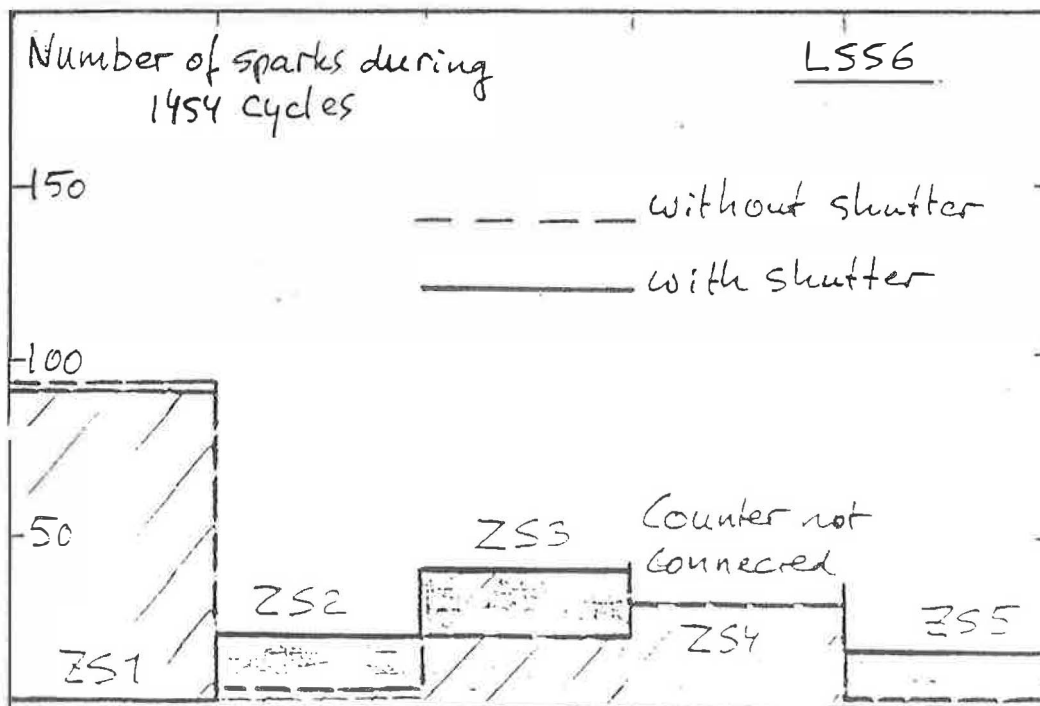 Number of sparks during
1454 cycles
LSS6
150
without shutter
with shutter
100
50
ZS3
Counter not
connecred
ZS2
ZS1
ZS4
ZS5